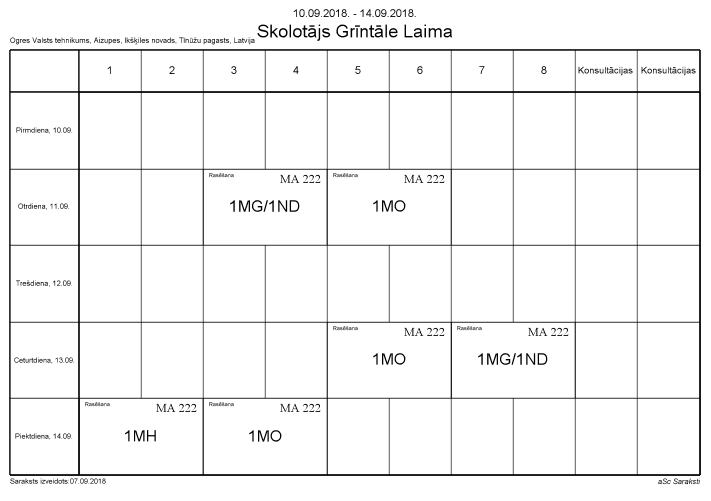 10.09.2018. - 14.09.2018.
Ogres Valsts tehnikums, Aizupes, Ikšķiles novads, Tīnūžu pagasts, Latvija
Skolotājs Grīntāle Laima
1 2 3 4 5 6 7 8 Konsultācijas Konsultācijas
Pirmdiena, 10.09.
Rasēšana MA 222 Rasēšana MA 222
Otrdiena, 11.09. 1MG/1ND 1MO
Trešdiena, 12.09.
Rasēšana MA 222 Rasēšana MA 222
Ceturtdiena, 13.09. 1MO 1MG/1ND
Rasēšana MA 222 Rasēšana MA 222
Piektdiena, 14.09. 1MH 1MO
Saraksts izveidots:07.09.2018 aSc Saraksti